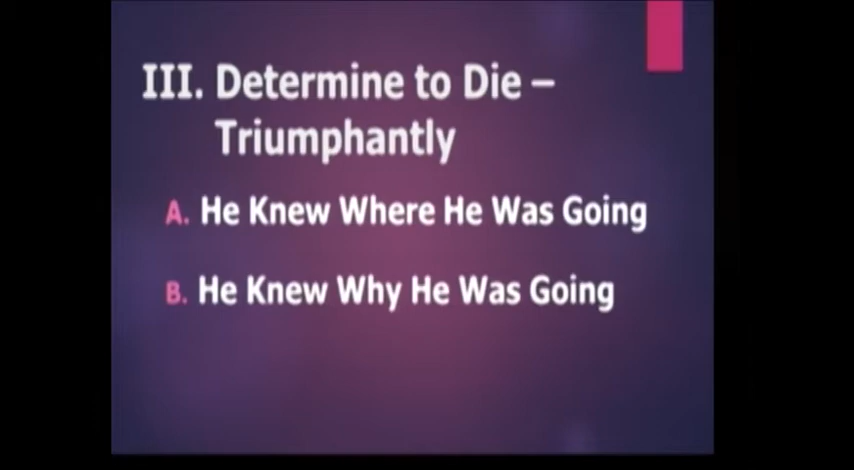 III. Determine to Die –
Triumphantly
A. He Knew Where He Was Going
B. He Knew Why He Was Going